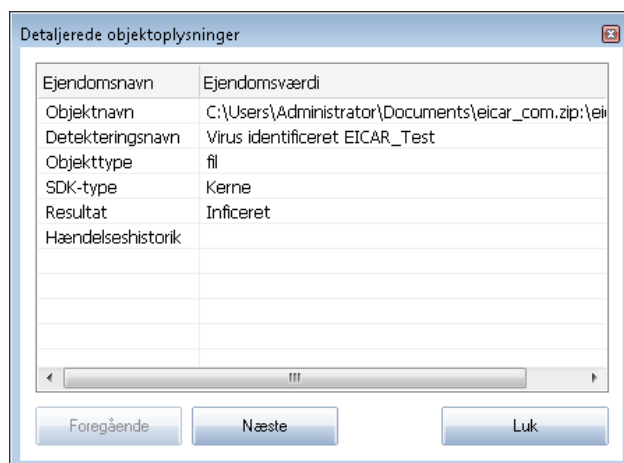 Detaljerede objektoplysninger
Ejendomsnavn Ejendomsværdi
Objektnavn C:\Users\Administrator\Documents\eicar_com.zip:\ei
Detekteringsnavn Virus identificeret EICAR_Test
Objekttype fil
SDK-type Kerne
Resultat Inficeret
Hændelseshistorik
Foregående Næste Luk